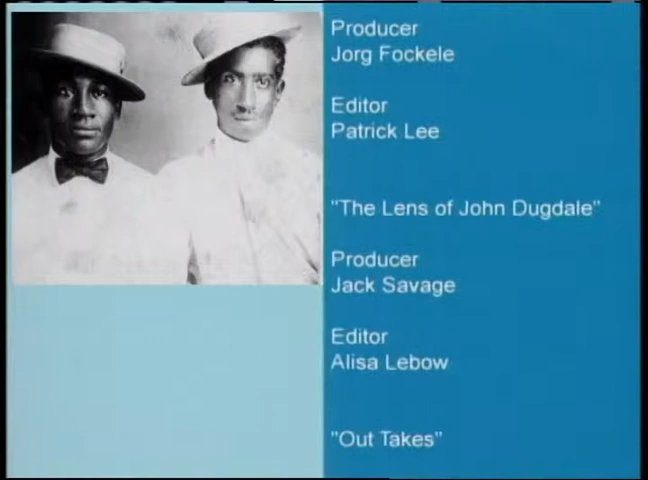 Producer
Jorg Fockele
Editor
Patrick Lee
"The Lens of John Dugdale"
Producer
Jack Savage
Editor
Alisa Lebow
"Out Takes"